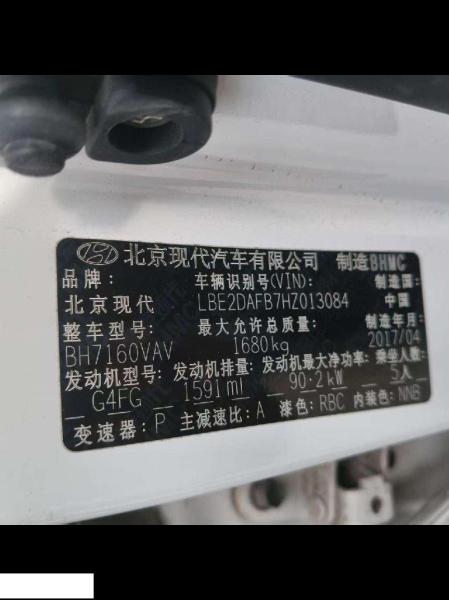 北京现代汽车有限公司 制造BHMC
品牌: 车辆识别号(VIN): 制造国:
北京现代 LBE2DAFB7HZ013084 中国
整车型号: 最大允许总质量: 制造年月:
BH7160VAV 1680kg 2017/04
发动机型号: 发动机排量: 发动机最大净功率: 乘坐人数:
G4FG 1591ml 90.2kW 5人
变速器: P 主减速比: A 漆色: RBC 内装色: NNB